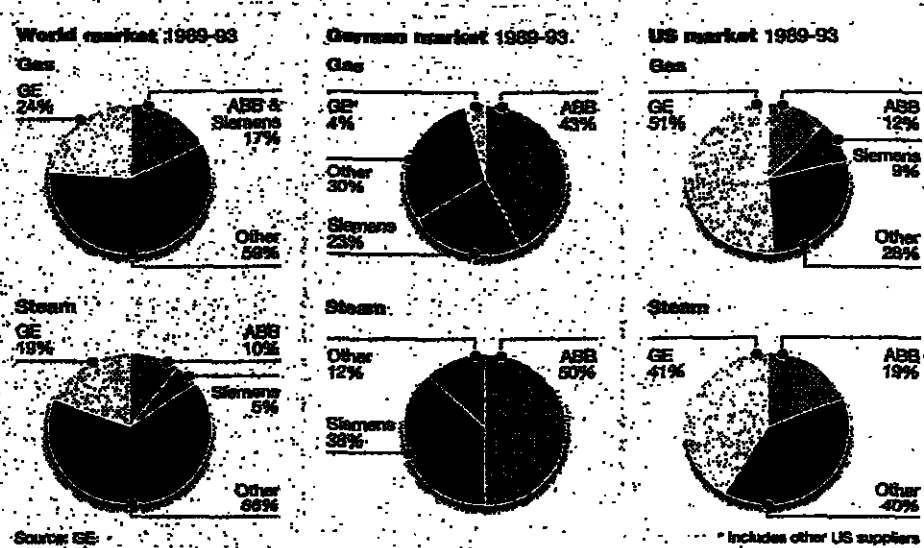 World market 1989-93
Gas
GE
24%
ABB &
Siemens
17%
Other
59%
Steam
GE
19%
ABB
10%
Siemens
5%
Other
66%
Source: GE
German market 1989-93
Gas
GE*
4%
ABB
43%
Other
30%
Siemens
23%
Steam
Other
12%
ABB
50%
Siemens
38%
US market 1989-93
Gas
GE
51%
ABB
12%
Siemens
9%
Other
28%
Steam
GE
41%
ABB
19%
Other
40%
* Includes other US suppliers